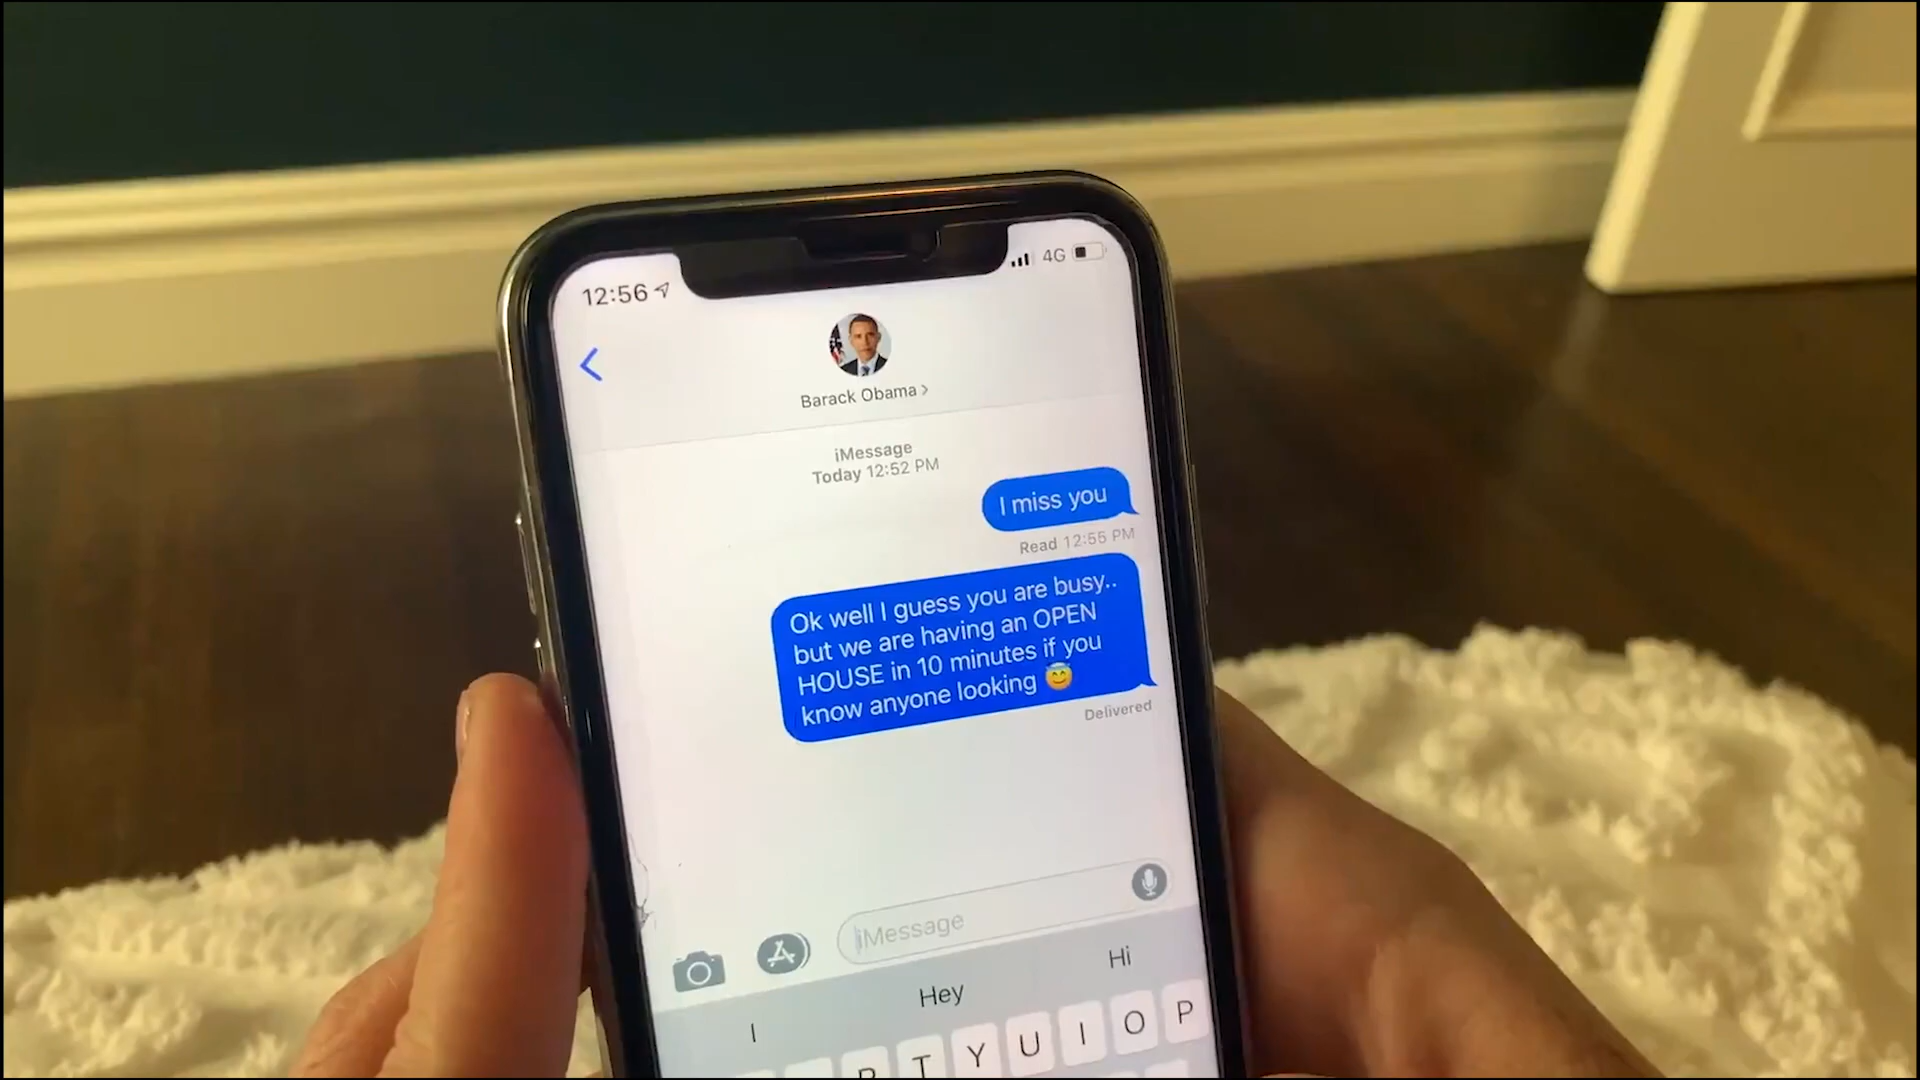 12:56
4G
Barack Obama
iMessage
Today 12:52 PM
I miss you
Read 12:55 PM
Ok well I guess you are busy..
but we are having an OPEN
HOUSE in 10 minutes if you
know anyone looking 😇
Delivered
iMessage
I Hey Hi
R T Y U I O P